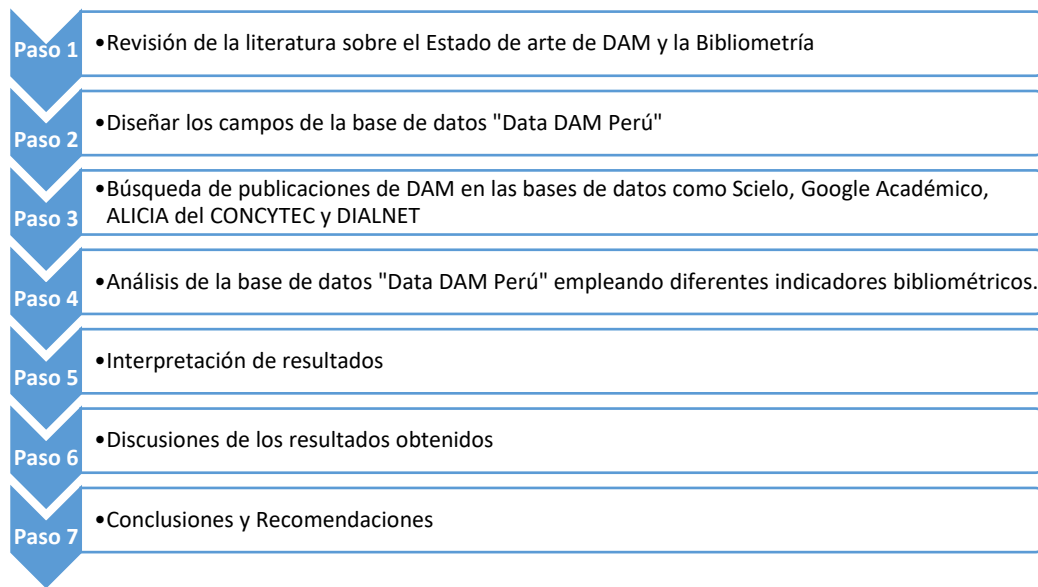 Paso 1
•Revisión de la literatura sobre el Estado de arte de DAM y la Bibliometría
Paso 2
•Diseñar los campos de la base de datos "Data DAM Perú"
Paso 3
•Búsqueda de publicaciones de DAM en las bases de datos como Scielo, Google Académico,
ALICIA del CONCYTEC y DIALNET
Paso 4
•Análisis de la base de datos "Data DAM Perú" empleando diferentes indicadores bibliométricos.
Paso 5
•Interpretación de resultados
Paso 6
•Discusiones de los resultados obtenidos
Paso 7
•Conclusiones y Recomendaciones